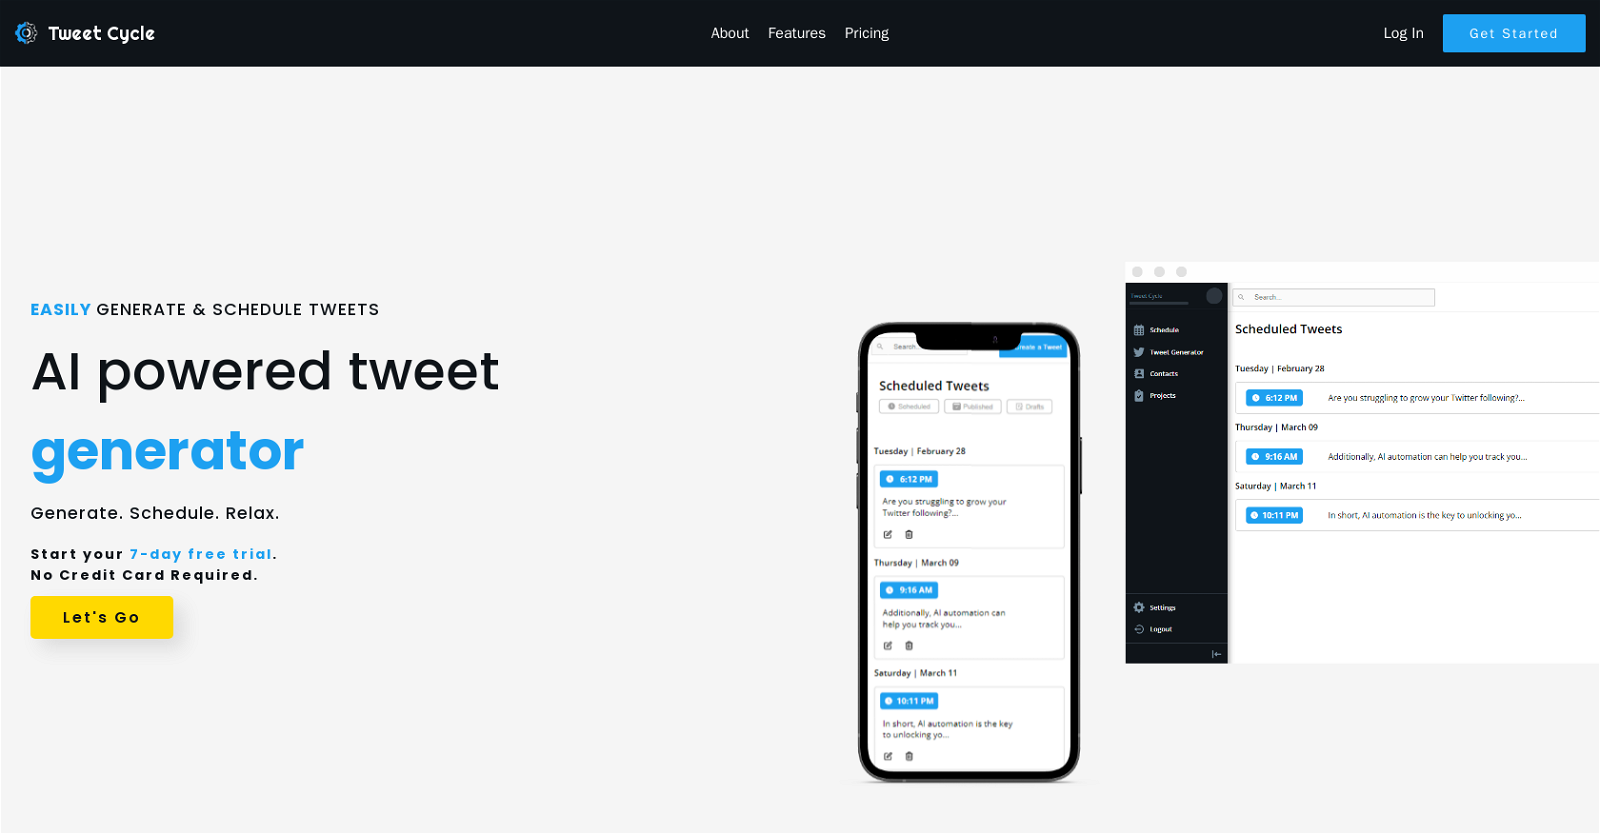 Tweet Cycle
About Features Pricing
Log In Get Started
EASILY GENERATE & SCHEDULE TWEETS
AI powered tweet
generator
Generate. Schedule. Relax.
Start your 7-day free trial.
No Credit Card Required.
Let's Go
Search
Create a Tweet
Scheduled Tweets
Scheduled Published Drafts
Tuesday | February 28
6:12 PM
Are you struggling to grow your
Twitter following?...
Thursday | March 09
9:16 AM
Additionally, AI automation can
help you track you...
Saturday | March 11
10:11 PM
In short, AI automation is the key
to unlocking yo...
Tweet Cycle
Schedule
Tweet Generator
Contacts
Projects
Settings
Logout
Search...
Scheduled Tweets
Tuesday | February 28
6:12 PM Are you struggling to grow your Twitter following?...
Thursday | March 09
9:16 AM Additionally, AI automation can help you track you...
Saturday | March 11
10:11 PM In short, AI automation is the key to unlocking yo...